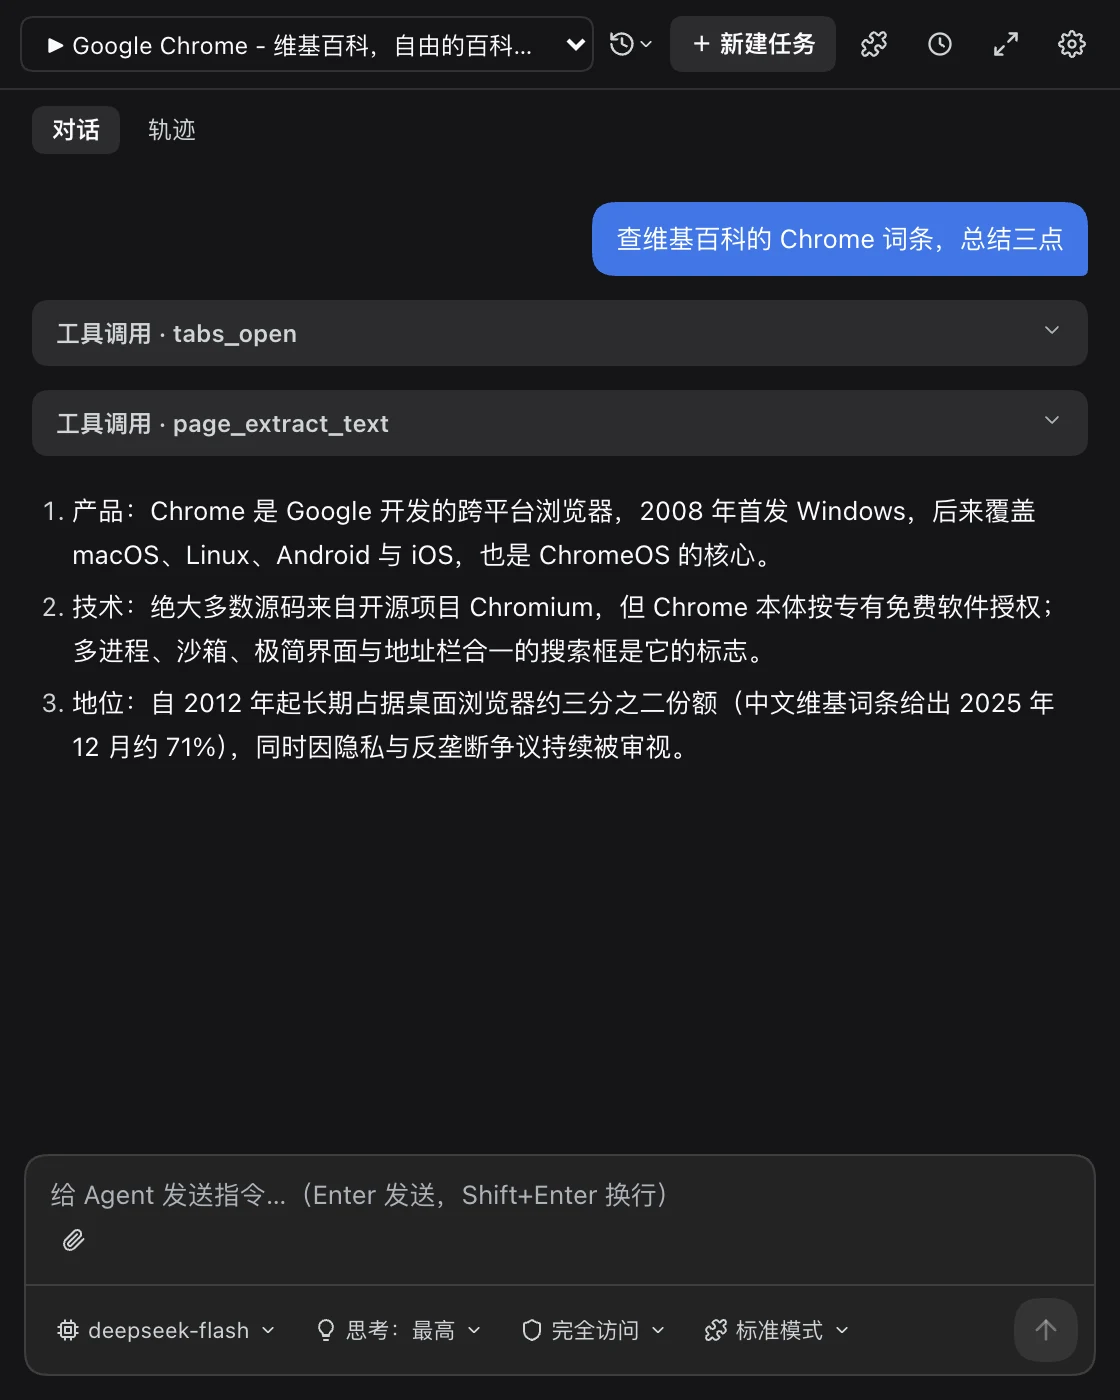 ▶ Google Chrome - 维基百科，自由的百科...
+ 新建任务
对话
轨迹
查维基百科的 Chrome 词条，总结三点
工具调用 · tabs_open
工具调用 · page_extract_text
1. 产品：Chrome 是 Google 开发的跨平台浏览器，2008 年首发 Windows，后来覆盖
macOS、Linux、Android 与 iOS，也是 ChromeOS 的核心。
2. 技术：绝大多数源码来自开源项目 Chromium，但 Chrome 本体按专有免费软件授权；
多进程、沙箱、极简界面与地址栏合一的搜索框是它的标志。
3. 地位：自 2012 年起长期占据桌面浏览器约三分之二份额（中文维基词条给出 2025 年
12 月约 71%），同时因隐私与反垄断争议持续被审视。
给 Agent 发送指令...（Enter 发送，Shift+Enter 换行）
deepseek-flash
思考：最高
完全访问
标准模式